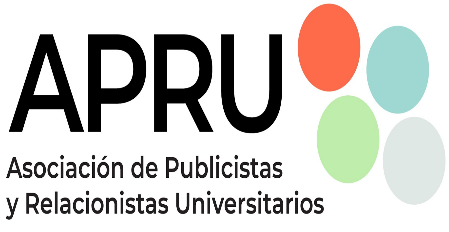 APRU
Asociación de Publicistas
y Relacionistas Universitarios